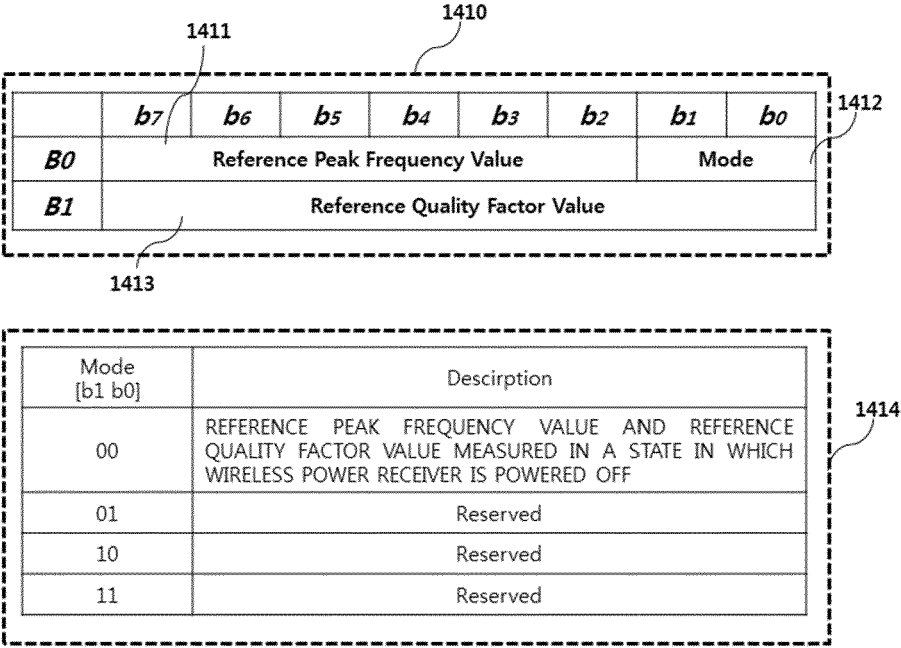 1410
1411
b7 b6 b5 b4 b3 b2 b1 b0
1412
B0 Reference Peak Frequency Value Mode
B1 Reference Quality Factor Value
1413
Mode
[b1 b0]
Descirption
1414
00
REFERENCE PEAK FREQUENCY VALUE AND REFERENCE
QUALITY FACTOR VALUE MEASURED IN A STATE IN WHICH
WIRELESS POWER RECEIVER IS POWERED OFF
01 Reserved
10 Reserved
11 Reserved